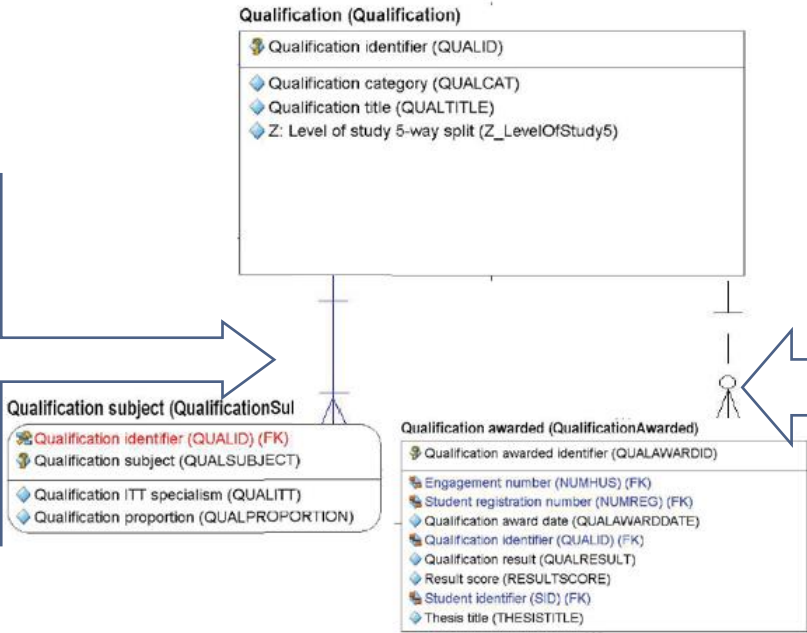 Qualification (Qualification)
Qualification identifier (QUALID)
Qualification category (QUALCAT)
Qualification title (QUALTITLE)
Z: Level of study 5-way split (Z_LevelOfStudy5)
Qualification subject (QualificationSul
Qualification identifier (QUALID) (FK)
Qualification subject (QUALSUBJECT)
Qualification ITT specialism (QUALITT)
Qualification proportion (QUALPROPORTION)
Qualification awarded (QualificationAwarded)
Qualification awarded identifier (QUALAWARDID)
Engagement number (NUMHUS) (FK)
Student registration number (NUMREG) (FK)
Qualification award date (QUALAWARDDATE)
Qualification identifier (QUALID) (FK)
Qualification result (QUALRESULT)
Result score (RESULTSCORE)
Student identifier (SID) (FK)
Thesis title (THESISTITLE)